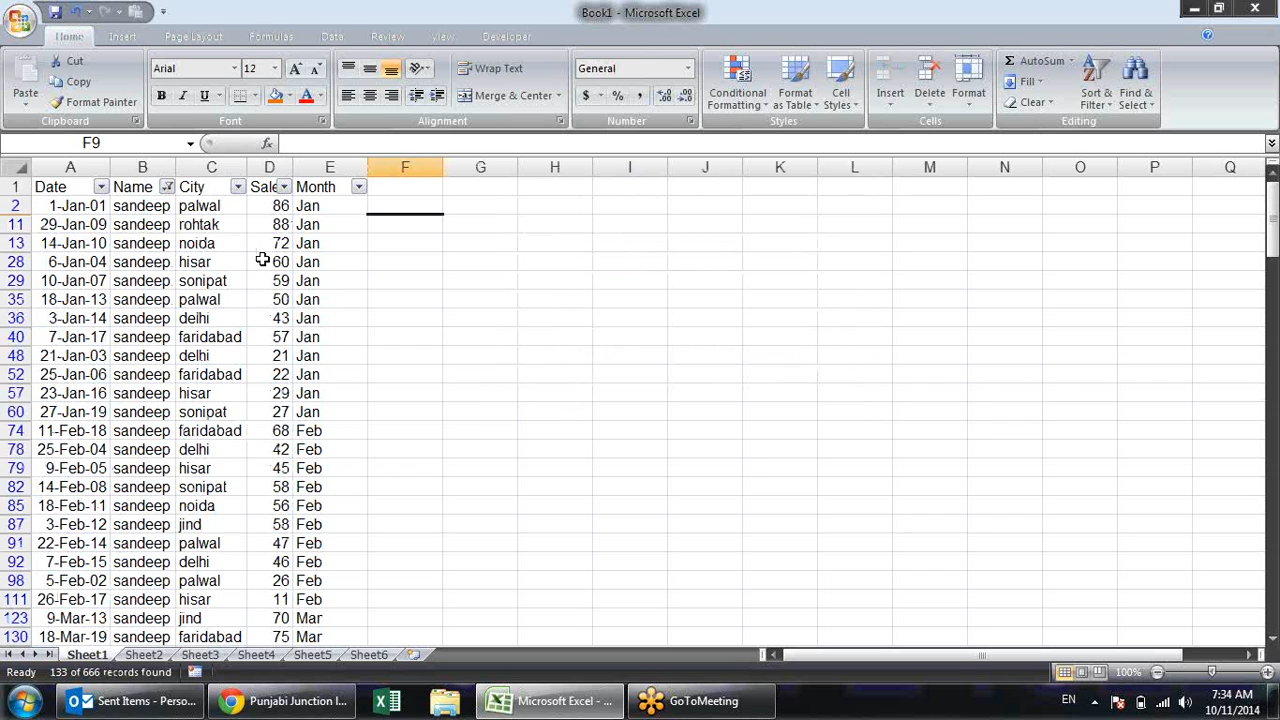 Book1 - Microsoft Excel
Home Insert Page Layout Formulas Data Review View Developer
Paste Cut Copy Format Painter Clipboard
Arial 12 B I U A A A Font
Wrap Text Merge & Center Alignment
General $ % , Number
Conditional Formatting Format as Table Cell Styles Styles
Insert Delete Format Cells
AutoSum Fill Clear Sort & Filter Find & Select Editing
F9 fx
A B C D E F G H I J K L M N O P Q
1 Date Name City Sale Month
2 1-Jan-01 sandeep palwal 86 Jan
11 29-Jan-09 sandeep rohtak 88 Jan
13 14-Jan-10 sandeep noida 72 Jan
28 6-Jan-04 sandeep hisar 60 Jan
29 10-Jan-07 sandeep sonipat 59 Jan
35 18-Jan-13 sandeep palwal 50 Jan
36 3-Jan-14 sandeep delhi 43 Jan
40 7-Jan-17 sandeep faridabad 57 Jan
48 21-Jan-03 sandeep delhi 21 Jan
52 25-Jan-06 sandeep faridabad 22 Jan
57 23-Jan-16 sandeep hisar 29 Jan
60 27-Jan-19 sandeep sonipat 27 Jan
74 11-Feb-18 sandeep faridabad 68 Feb
78 25-Feb-04 sandeep delhi 42 Feb
79 9-Feb-05 sandeep hisar 45 Feb
82 14-Feb-08 sandeep sonipat 58 Feb
85 18-Feb-11 sandeep noida 56 Feb
87 3-Feb-12 sandeep jind 58 Feb
91 22-Feb-14 sandeep palwal 47 Feb
92 7-Feb-15 sandeep delhi 46 Feb
98 5-Feb-02 sandeep palwal 26 Feb
111 26-Feb-17 sandeep hisar 11 Feb
123 9-Mar-13 sandeep jind 70 Mar
130 18-Mar-19 sandeep faridabad 75 Mar
Sheet1 Sheet2 Sheet3 Sheet4 Sheet5 Sheet6
Ready 133 of 666 records found 100%
Sent Items - Perso... Punjabi Junction I... Microsoft Excel - ... GoToMeeting EN 7:34 AM
10/11/2014